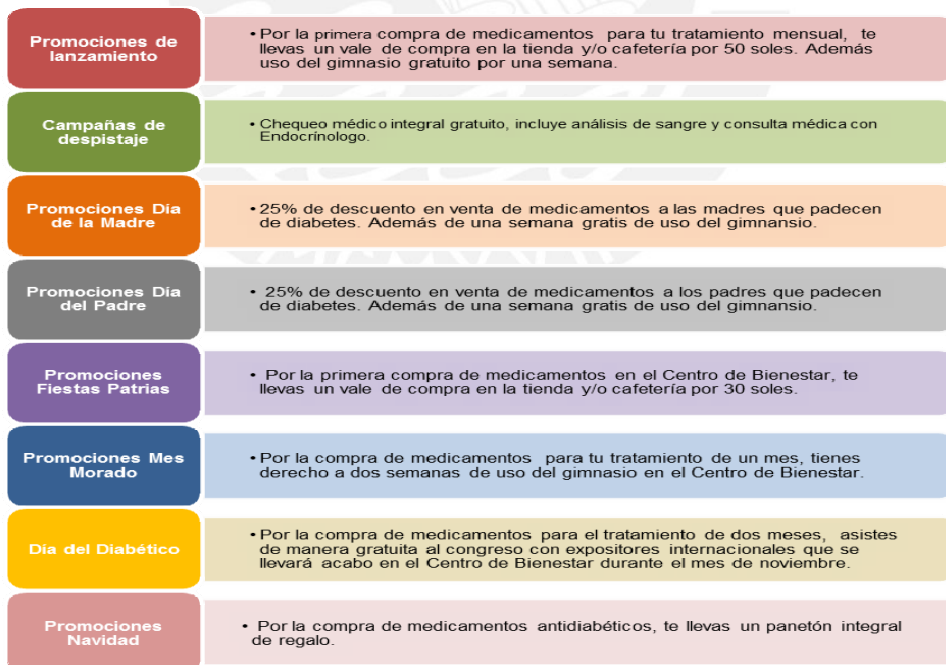 Promociones de
lanzamiento
• Por la primera compra de medicamentos para tu tratamiento mensual, te
llevas un vale de compra en la tienda y/o cafetería por 50 soles. Además
uso del gimnasio gratuito por una semana.
Campañas de
despistaje
• Chequeo médico integral gratuito, incluye análisis de sangre y consulta médica con
Endocrínologo.
Promociones Día
de la Madre
• 25% de descuento en venta de medicamentos a las madres que padecen
de diabetes. Además de una semana gratis de uso del gimnansio.
Promociones Día
del Padre
• 25% de descuento en venta de medicamentos a los padres que padecen
de diabetes. Además de una semana gratis de uso del gimnansio.
Promociones
Fiestas Patrias
• Por la primera compra de medicamentos en el Centro de Bienestar, te
llevas un vale de compra en la tienda y/o cafetería por 30 soles.
Promociones Mes
Morado
• Por la compra de medicamentos para tu tratamiento de un mes, tienes
derecho a dos semanas de uso del gimnasio en el Centro de Bienestar.
Día del Diabético
• Por la compra de medicamentos para el tratamiento de dos meses, asistes
de manera gratuita al congreso con expositores internacionales que se
llevará acabo en el Centro de Bienestar durante el mes de noviembre.
Promociones
Navidad
• Por la compra de medicamentos antidiabéticos, te llevas un panetón integral
de regalo.